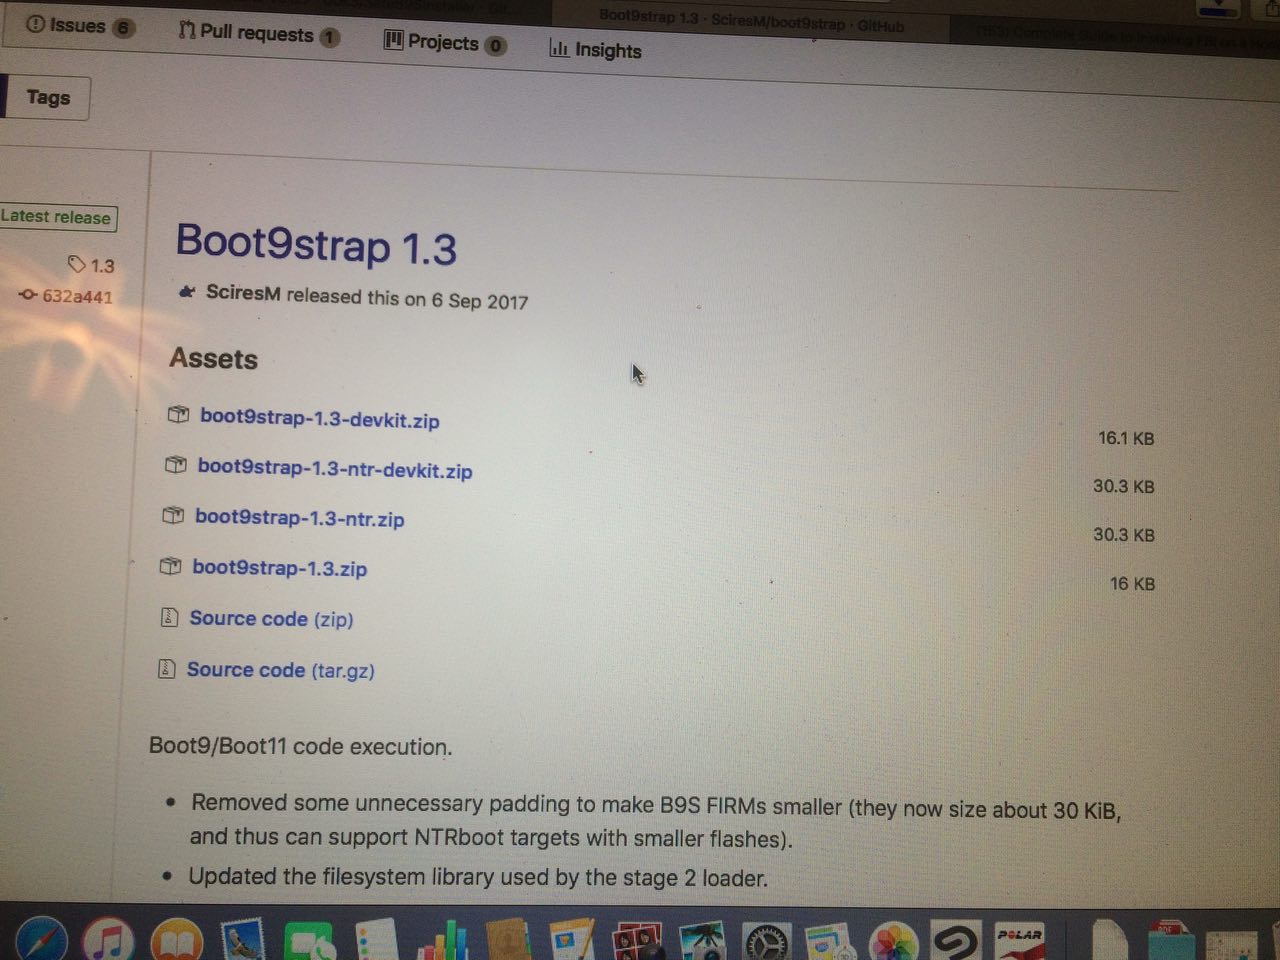 Boot9strap 1.3 · SciresM/boot9strap · GitHub
Issues 6
Pull requests 1
Projects 0
Insights
Tags
Latest release
1.3
632a441
Boot9strap 1.3
SciresM released this on 6 Sep 2017
Assets
boot9strap-1.3-devkit.zip 16.1 KB
boot9strap-1.3-ntr-devkit.zip 30.3 KB
boot9strap-1.3-ntr.zip 30.3 KB
boot9strap-1.3.zip 16 KB
Source code (zip)
Source code (tar.gz)
Boot9/Boot11 code execution.
• Removed some unnecessary padding to make B9S FIRMs smaller (they now size about 30 KiB,
and thus can support NTRboot targets with smaller flashes).
• Updated the filesystem library used by the stage 2 loader.
POLAR
PDF